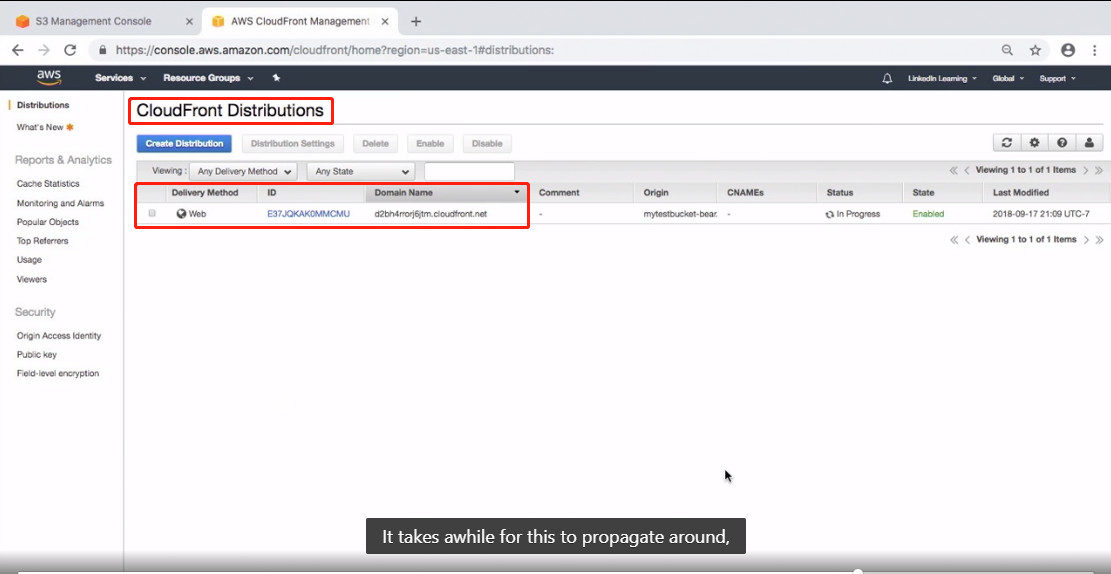 S3 Management Console
AWS CloudFront Management
https://console.aws.amazon.com/cloudfront/home?region=us-east-1#distributions:
aws Services Resource Groups LinkedIn Learning Global Support
Distributions
What's New
Reports & Analytics
Cache Statistics
Monitoring and Alarms
Popular Objects
Top Referrers
Usage
Viewers
Security
Origin Access Identity
Public key
Field-level encryption
CloudFront Distributions
Create Distribution Distribution Settings Delete Enable Disable
Viewing : Any Delivery Method Any State Viewing 1 to 1 of 1 Items
Delivery Method ID Domain Name Comment Origin CNAMEs Status State Last Modified
Web E37JQKAK0MMCMU d2bh4rrorj6jtm.cloudfront.net - mytestbucket-bear - In Progress Enabled 2018-09-17 21:09 UTC-7
Viewing 1 to 1 of 1 Items
It takes awhile for this to propagate around,